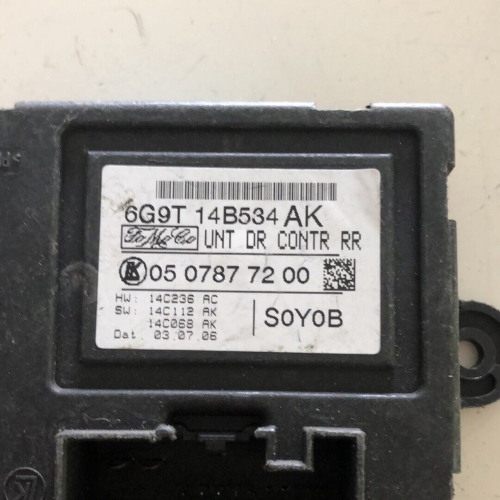 6G9T 14B534 AK
FoMoCo UNT DR CONTR RR
K 05 0787 72 00
HW: 14C236 AC
SW: 14C112 AK
14C068 AK
Dat. 03.07.06
S0Y0B
K